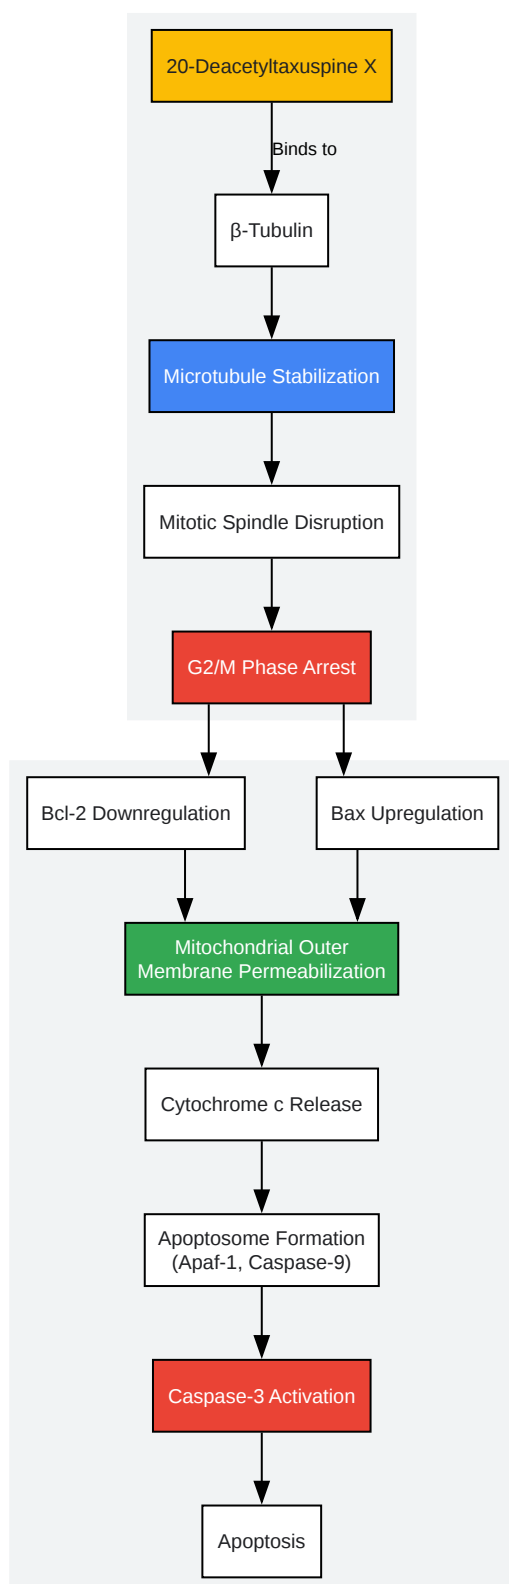 20-Deacetyltaxuspine X
Binds to
β-Tubulin
Microtubule Stabilization
Mitotic Spindle Disruption
G2/M Phase Arrest
Bcl-2 Downregulation
Bax Upregulation
Mitochondrial Outer
Membrane Permeabilization
Cytochrome c Release
Apoptosome Formation
(Apaf-1, Caspase-9)
Caspase-3 Activation
Apoptosis